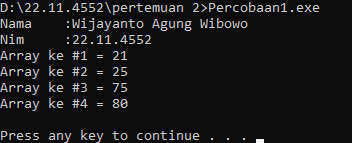 D:\22.11.4552\pertemuan 2>Percobaan1.exe
Nama    :Wijayanto Agung Wibowo
Nim     :22.11.4552
Array ke #1 = 21
Array ke #2 = 25
Array ke #3 = 75
Array ke #4 = 80
Press any key to continue . . .